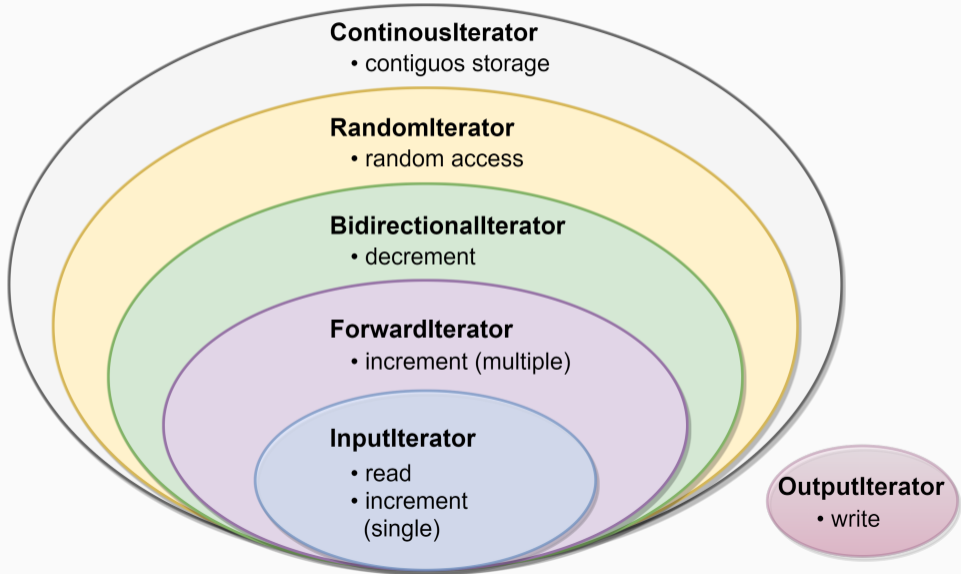 ContinousIterator
• contiguos storage
RandomIterator
• random access
BidirectionalIterator
• decrement
ForwardIterator
• increment (multiple)
InputIterator
• read
• increment
(single)
OutputIterator
• write